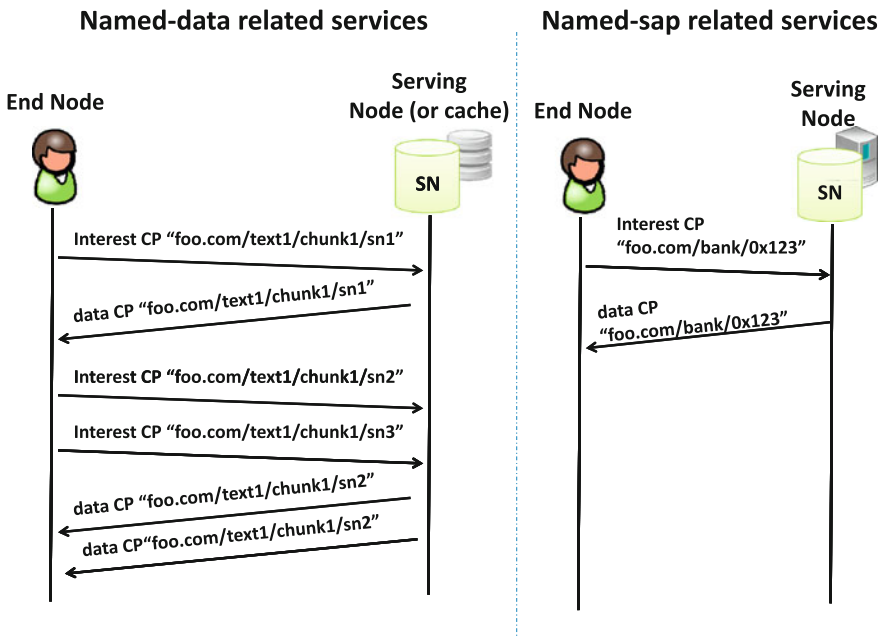 Named-data related services
End Node
Serving
Node (or cache)
SN
Interest CP “foo.com/text1/chunk1/sn1”
data CP “foo.com/text1/chunk1/sn1”
Interest CP “foo.com/text1/chunk1/sn2”
Interest CP “foo.com/text1/chunk1/sn3”
data CP “foo.com/text1/chunk1/sn2”
data CP“foo.com/text1/chunk1/sn2”
Named-sap related services
End Node
Serving
Node
SN
Interest CP
“foo.com/bank/0x123”
data CP
“foo.com/bank/0x123”